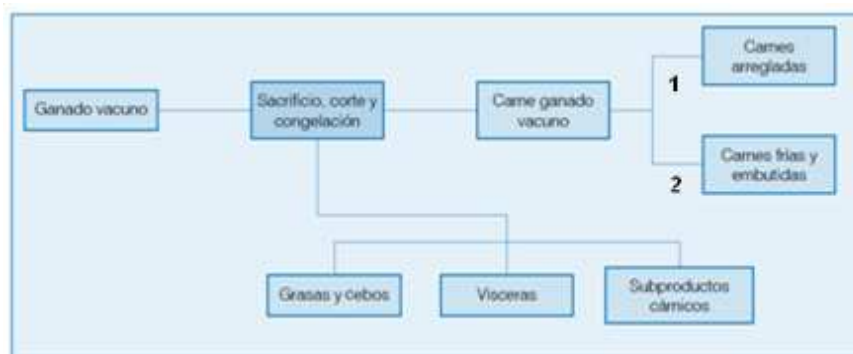 Ganado vacuno
Sacrificio, corte y
congelación
Carne ganado
vacuno
1
Carnes
arregladas
2
Carnes frías y
embutidas
Grasas y cebos
Vísceras
Subproductos
cárnicos